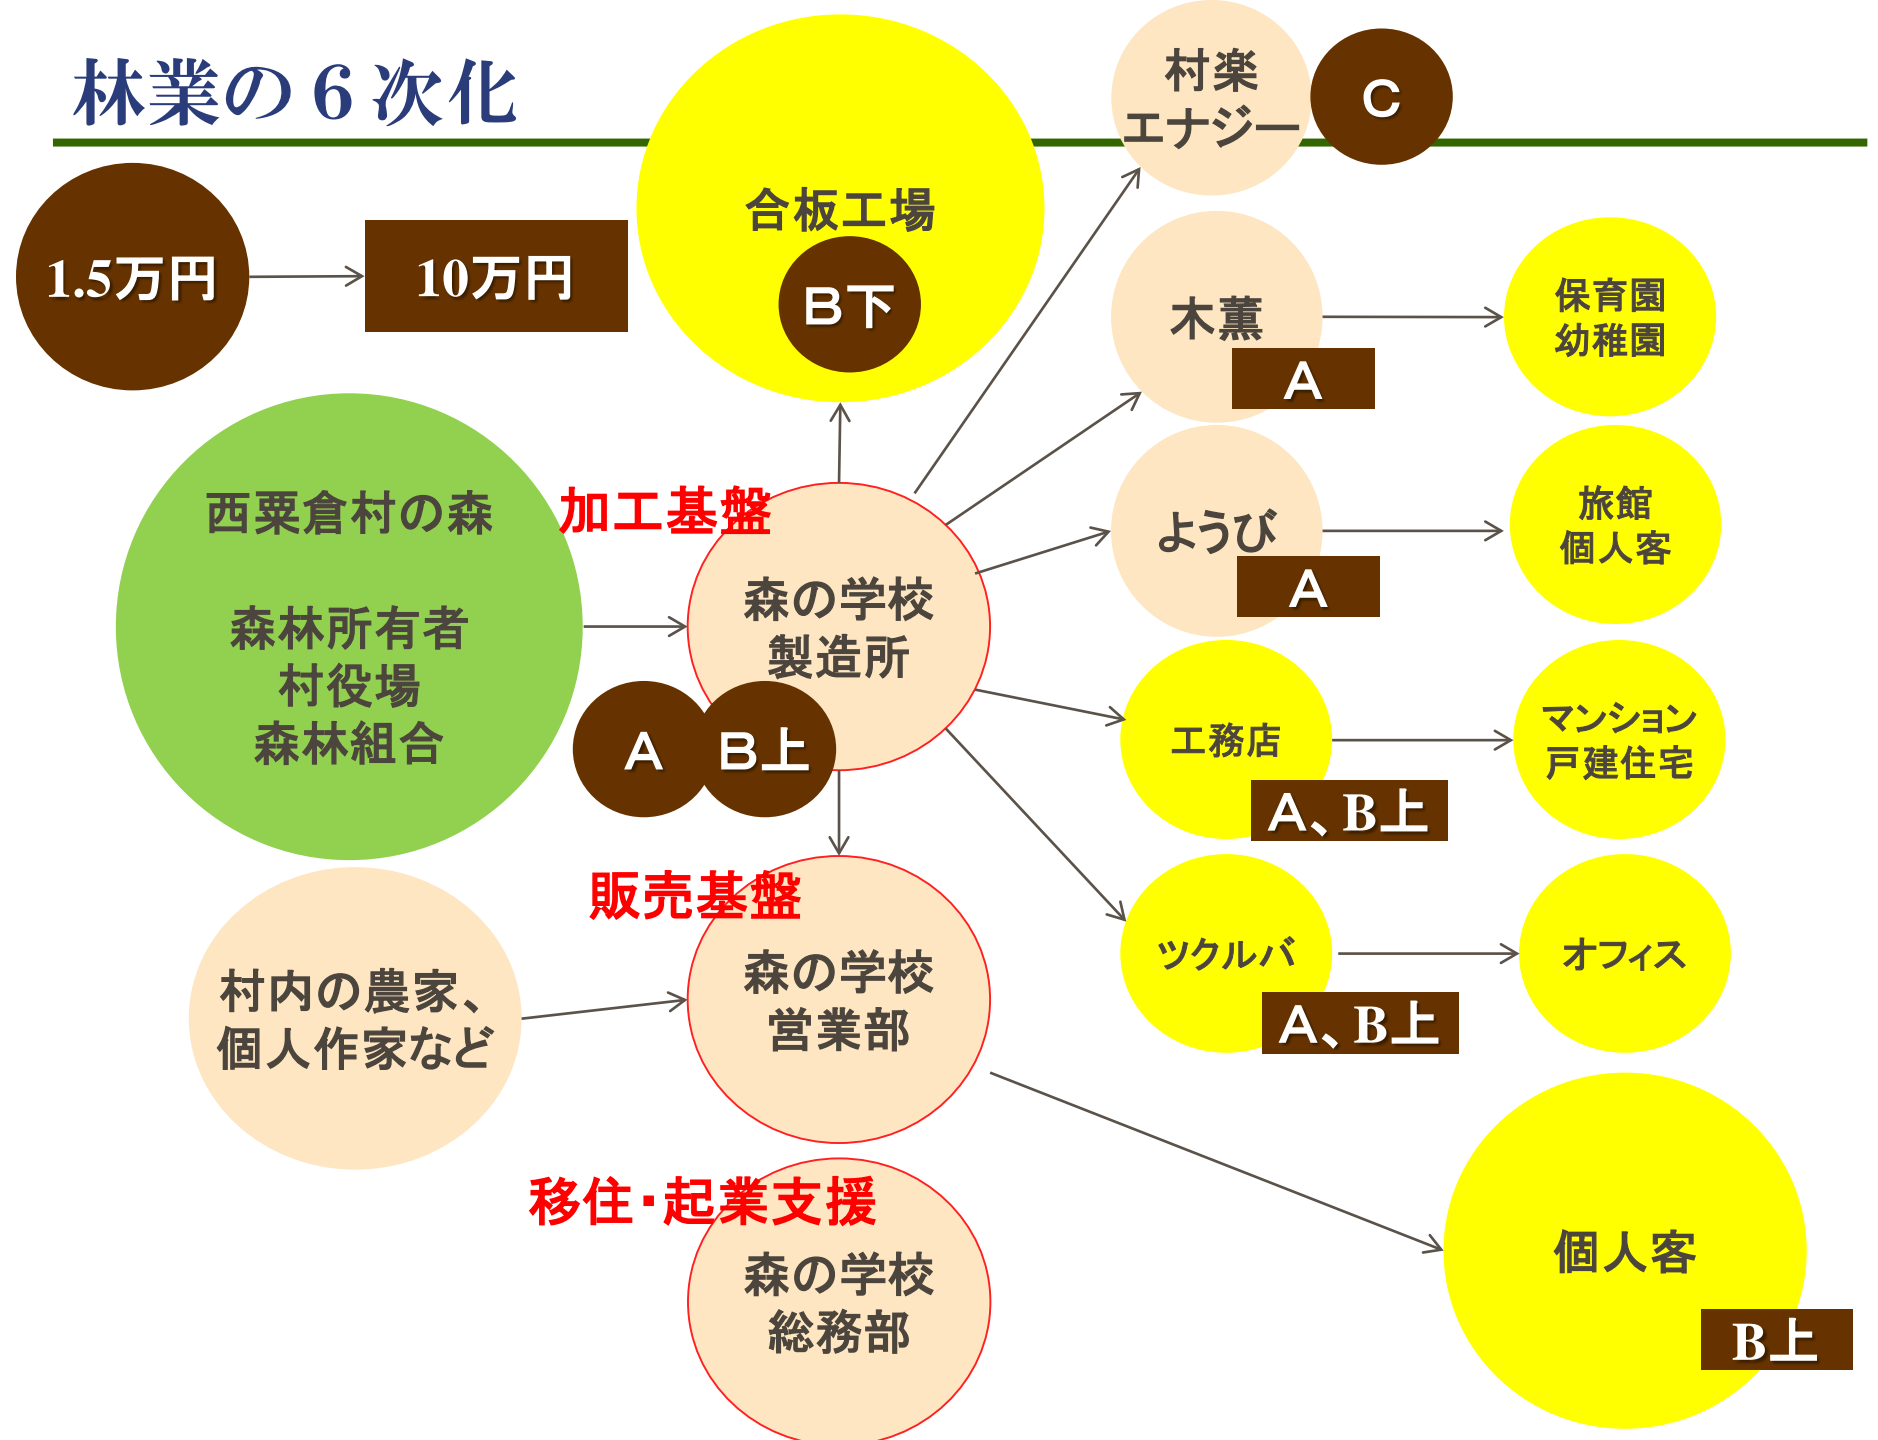 林業の６次化
1.5万円
10万円
合板工場
Ｂ下
村楽
エナジー
Ｃ
木薫
Ａ
保育園
幼稚園
西粟倉村の森
森林所有者
村役場
森林組合
加工基盤
森の学校
製造所
Ａ
Ｂ上
ようび
Ａ
旅館
個人客
工務店
Ａ、B上
マンション
戸建住宅
ツクルバ
Ａ、B上
オフィス
村内の農家、
個人作家など
販売基盤
森の学校
営業部
移住・起業支援
森の学校
総務部
個人客
B上